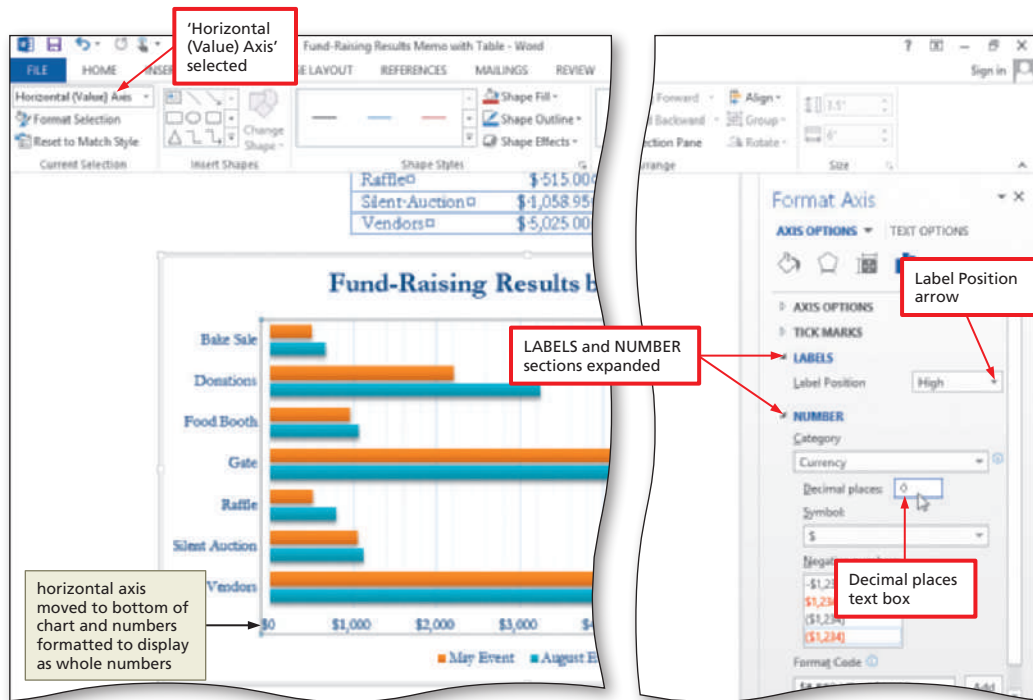 'Horizontal
(Value) Axis'
selected
Fund-Raising Results Memo with Table - Word
Sign in
FILE HOME LAYOUT REFERENCES MAILINGS REVIEW
Horizontal (Value) Axis
Format Selection
Reset to Match Style
Current Selection
Change
Shape
Insert Shapes
Shape Fill
Shape Outline
Shape Effects
Shape Styles
Forward
Backward
Align
Group
Rotate
1.5"
6"
Size
Raffle¤ $·515.00
Silent·Auction¤ $·1,058.95
Vendors¤ $·5,025.00
Fund-Raising Results
Bake Sale
Donations
Food Booth
Gate
Raffle
Silent Auction
Vendors
$0 $1,000 $2,000 $3,000
May Event August
horizontal axis
moved to bottom of
chart and numbers
formatted to display
as whole numbers
LABELS and NUMBER
sections expanded
Format Axis
AXIS OPTIONS TEXT OPTIONS
Label Position
arrow
AXIS OPTIONS
TICK MARKS
LABELS
Label Position High
NUMBER
Category
Currency
Decimal places: 0
Symbol:
$
Decimal places
text box
($1,234)
($1,234)
Format Code
Add